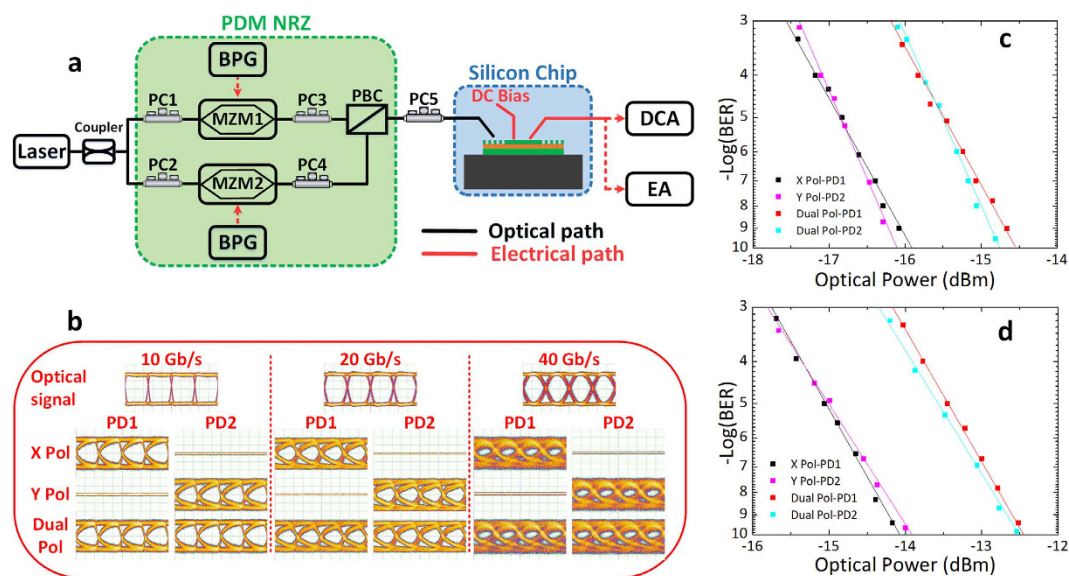 a
PDM NRZ
BPG
PC1
MZM1
PC3
PBC
PC5
Laser
Coupler
PC2
MZM2
PC4
BPG
Silicon Chip
DC Bias
DCA
EA
Optical path
Electrical path
b
10 Gb/s
20 Gb/s
40 Gb/s
Optical
signal
PD1
PD2
PD1
PD2
PD1
PD2
X Pol
Y Pol
Dual
Pol
c
-Log(BER)
3
4
5
6
7
8
9
10
X Pol-PD1
Y Pol-PD2
Dual Pol-PD1
Dual Pol-PD2
-18
-17
-16
-15
-14
Optical Power (dBm)
d
-Log(BER)
3
4
5
6
7
8
9
10
X Pol-PD1
Y Pol-PD2
Dual Pol-PD1
Dual Pol-PD2
-16
-15
-14
-13
-12
Optical Power (dBm)